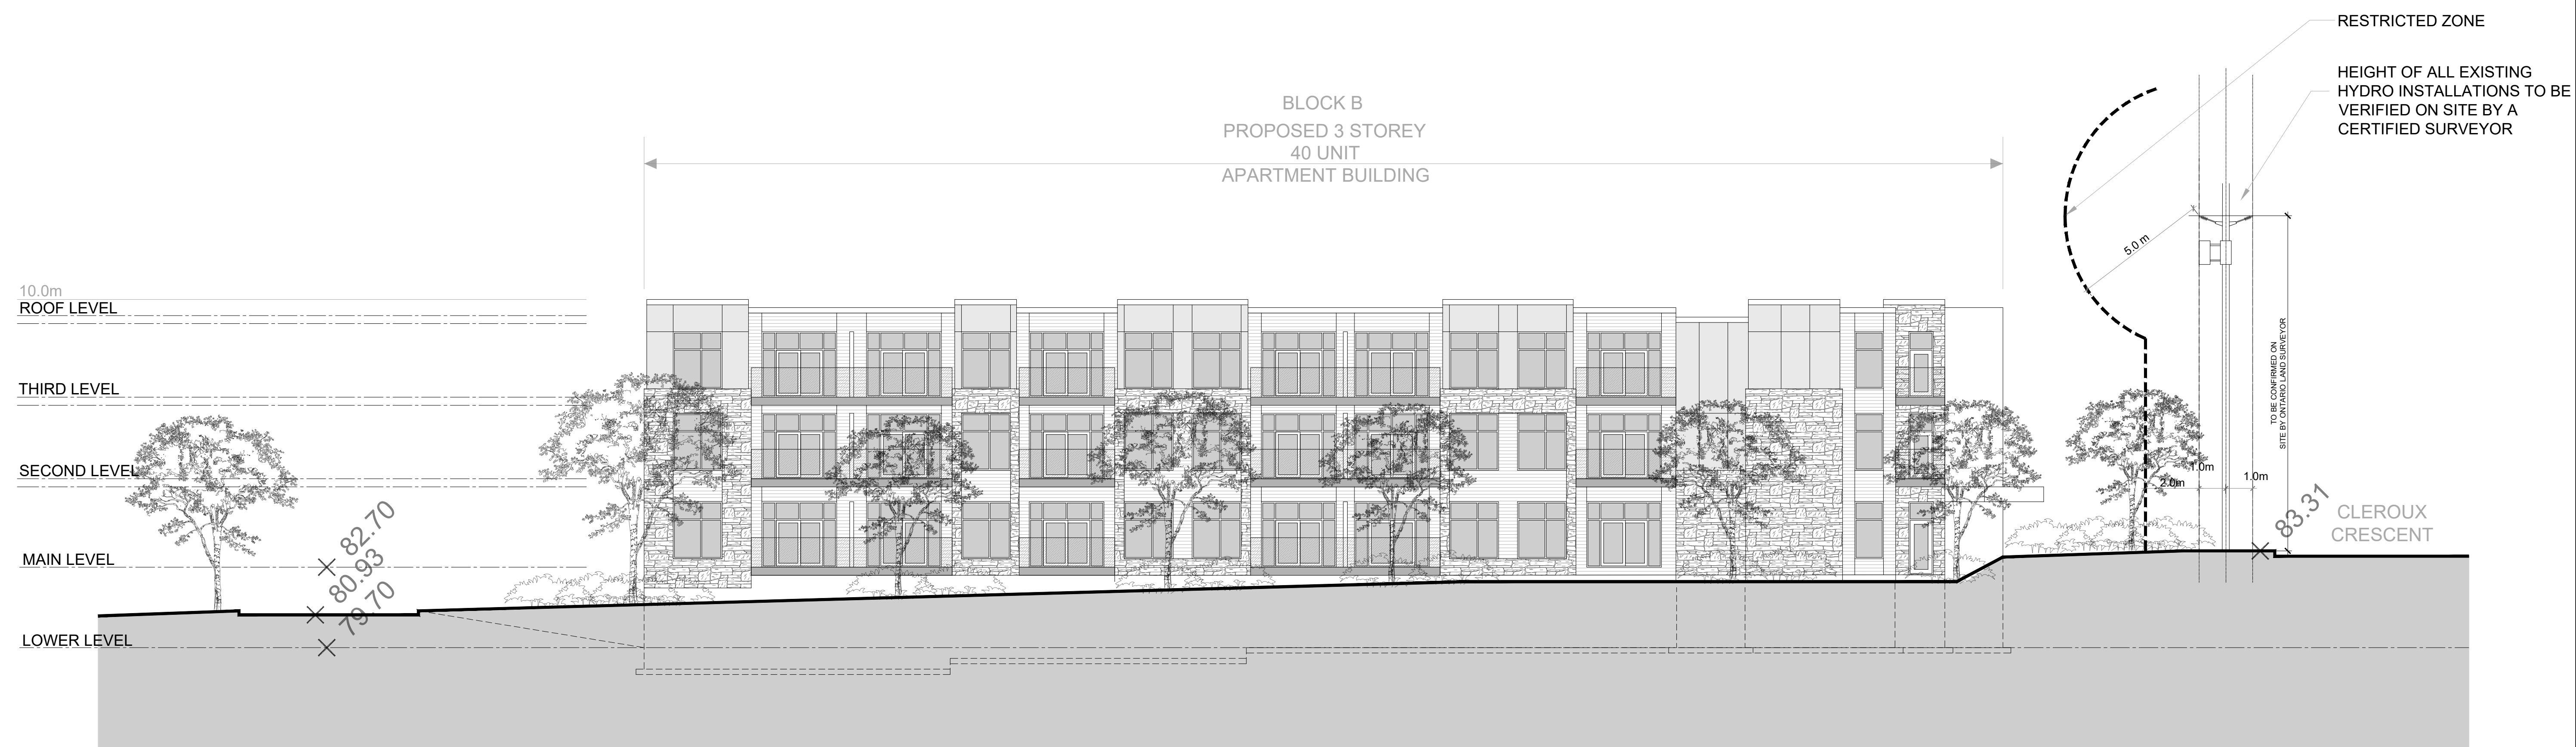 RESTRICTED ZONE
HEIGHT OF ALL EXISTING
HYDRO INSTALLATIONS TO BE
VERIFIED ON SITE BY A
CERTIFIED SURVEYOR
BLOCK B
PROPOSED 3 STOREY
40 UNIT
APARTMENT BUILDING
5.0 m
10.0m
ROOF LEVEL
THIRD LEVEL
SECOND LEVEL
MAIN LEVEL
LOWER LEVEL
82.70
80.93
79.70
TO BE CONFIRMED ON
SITE BY ONTARIO LAND SURVEYOR
1.0m
2.0m
1.0m
83.31
CLEROUX
CRESCENT